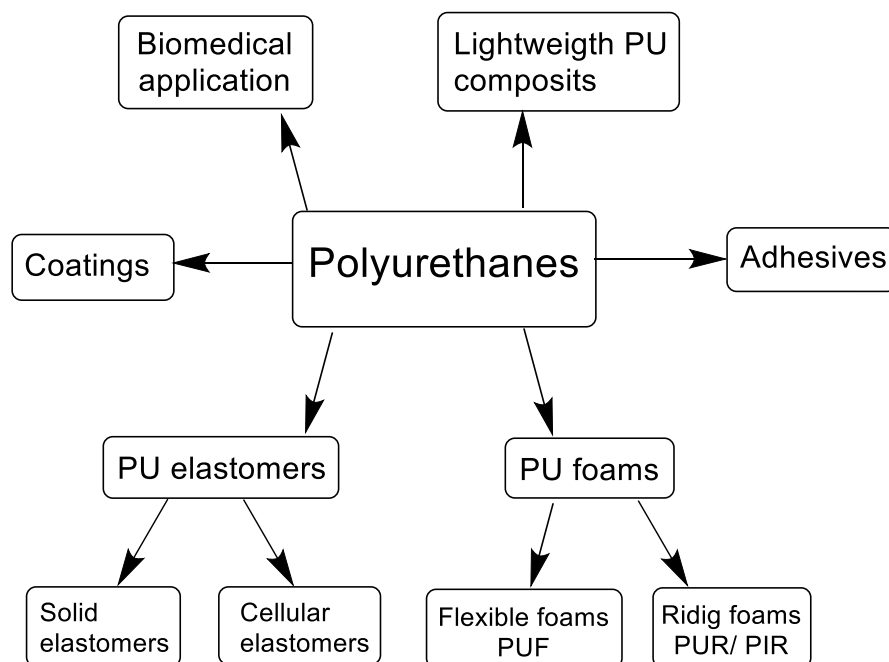 Biomedical
application
Lightweigth PU
composits
Coatings
Polyurethanes
Adhesives
PU elastomers
PU foams
Solid
elastomers
Cellular
elastomers
Flexible foams
PUF
Ridig foams
PUR/ PIR